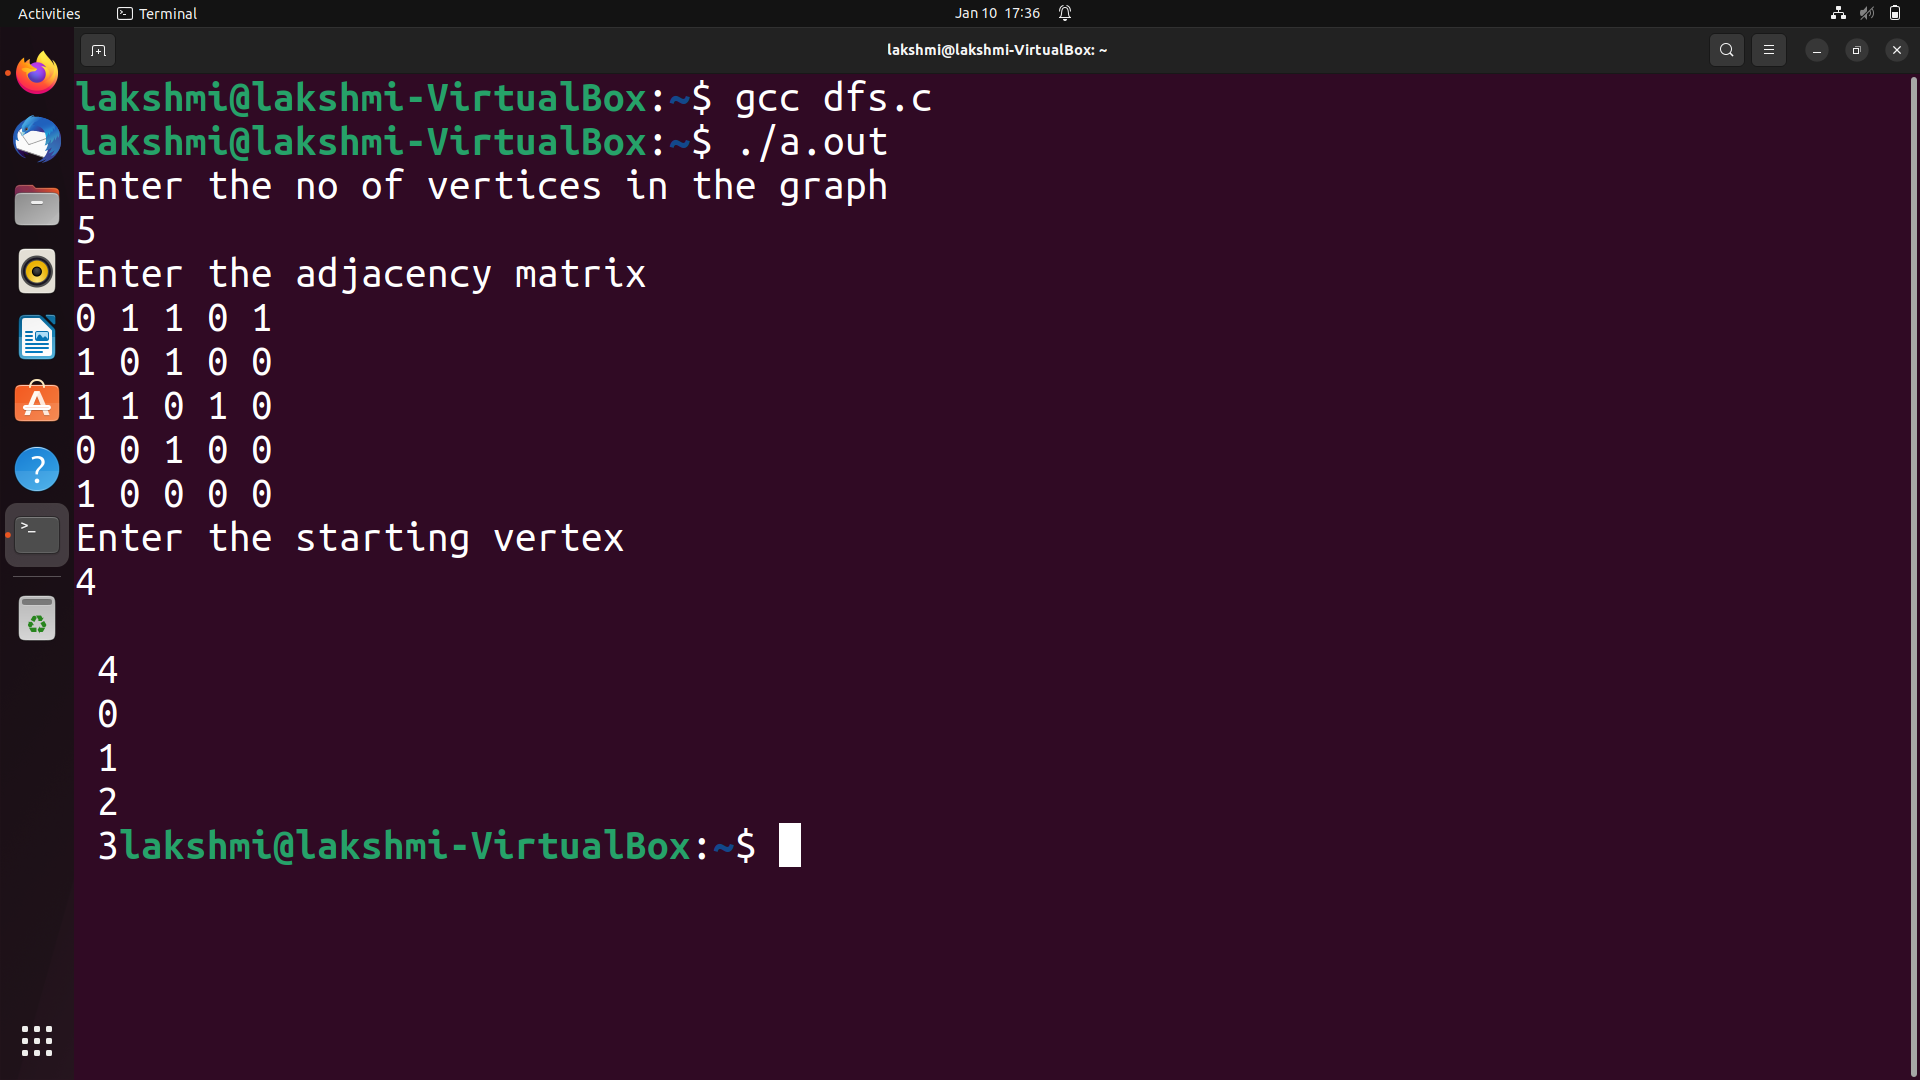 Activities Terminal Jan 10 17:36
lakshmi@lakshmi-VirtualBox: ~
lakshmi@lakshmi-VirtualBox:~$ gcc dfs.c
lakshmi@lakshmi-VirtualBox:~$ ./a.out
Enter the no of vertices in the graph
5
Enter the adjacency matrix
0 1 1 0 1
1 0 1 0 0
1 1 0 1 0
0 0 1 0 0
1 0 0 0 0
Enter the starting vertex
4
4
0
1
2
3lakshmi@lakshmi-VirtualBox:~$